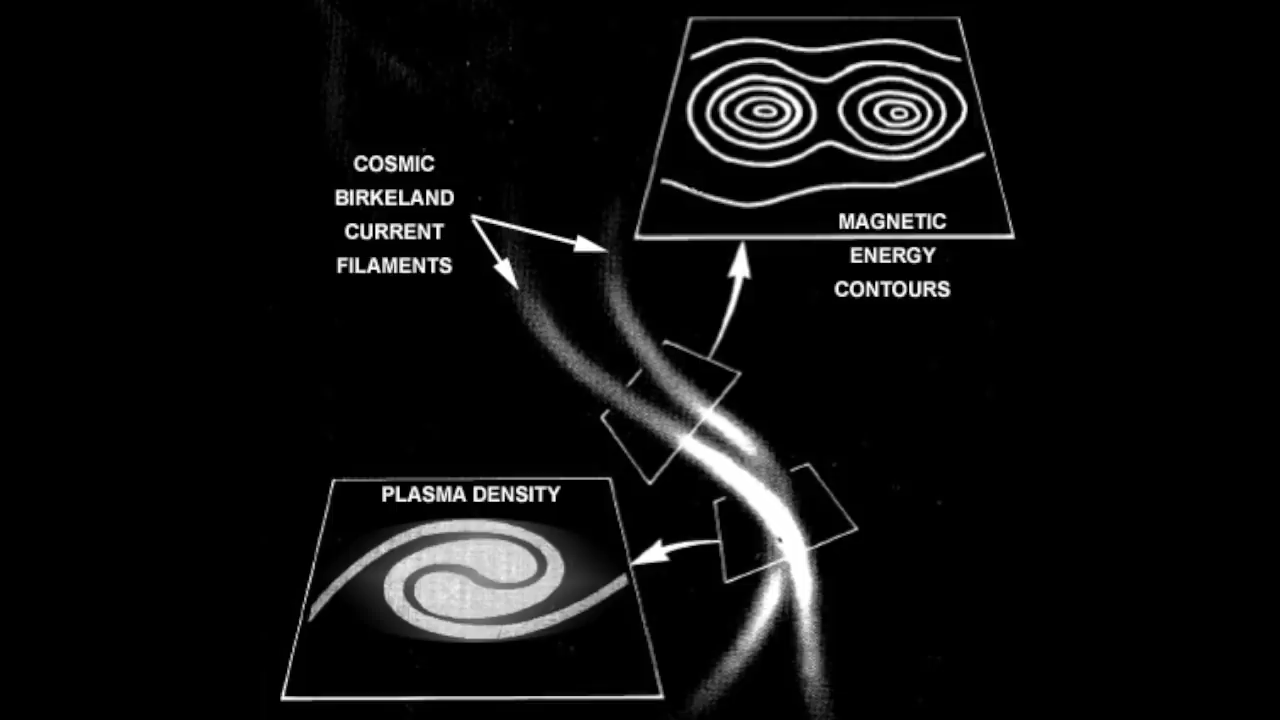 COSMIC
BIRKELAND
CURRENT
FILAMENTS
MAGNETIC
ENERGY
CONTOURS
PLASMA DENSITY